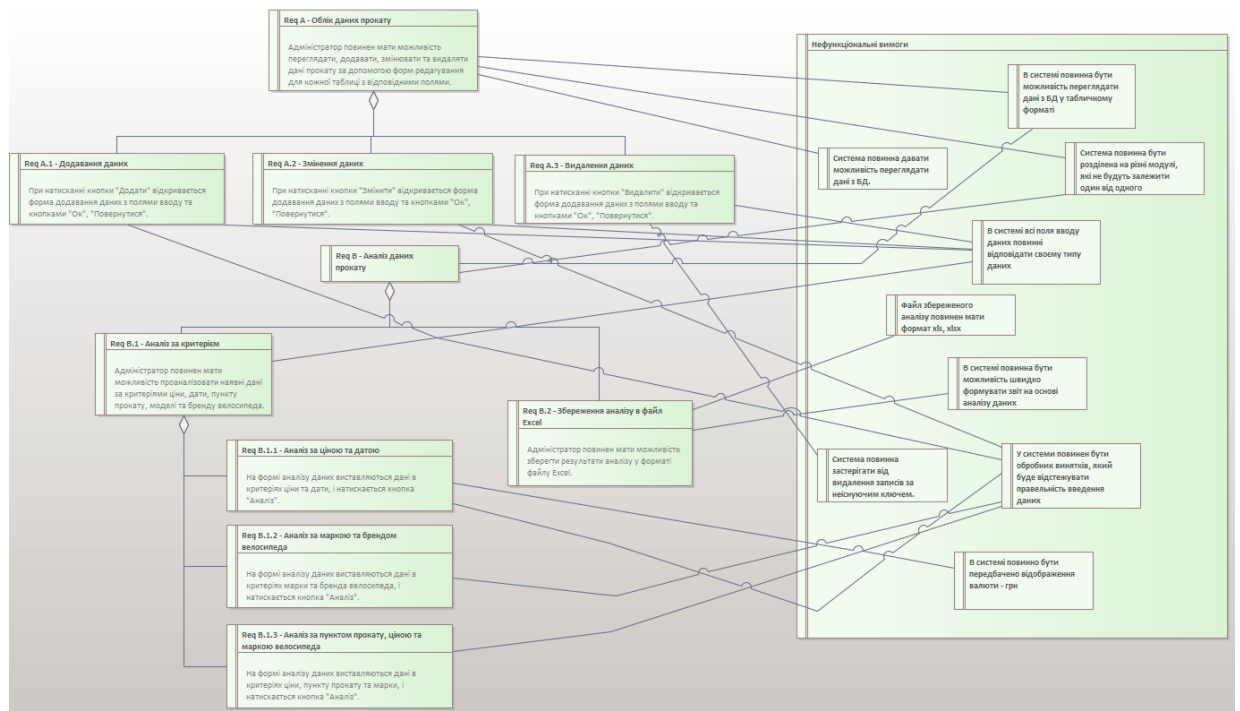 Req A - Облік даних прокату
Адміністратор повинен мати можливість
переглядати, додавати, змінювати та видаляти
дані прокату за допомогою форм редагування
для кожної таблиці з відповідними полями.
Req A.1 - Додавання даних
При натисканні кнопки "Додати" відкривається
форма додавання даних з полями вводу та
кнопками "Ок", "Повернутися".
Req A.2 - Змінення даних
При натисканні кнопки "Змінити" відкривається форма
додавання даних з полями вводу та кнопками "Ок",
"Повернутися".
Req A.3 - Видалення даних
При натисканні кнопки "Видалити" відкривається
форма додавання даних з полями вводу та
кнопками "Ок", "Повернутися".
Req B - Аналіз даних
прокату
Req B.1 - Аналіз за критерієм
Адміністратор повинен мати
можливість проаналізувати наявні дані
за критеріями ціни, дати, пункту
прокату, моделі та бренду велосипеда.
Req B.2 - Збереження аналізу в файл
Excel
Адміністратор повинен мати можливість
зберегти результати аналізу у форматі
файлу Excel.
Req B.1.1 - Аналіз за ціною та датою
На формі аналізу даних виставляються дані в
критеріях ціни та дати, і натискається кнопка
"Аналіз".
Req B.1.2 - Аналіз за маркою та брендом
велосипеда
На формі аналізу даних виставляються дані в
критеріях марки та бренда велосипеда, і
натискається кнопка "Аналіз".
Req B.1.3 - Аналіз за пунктом прокату, ціною та
маркою велосипеда
На формі аналізу даних виставляються дані в
критеріях ціни, пункту прокату та марки, і
натискається кнопка "Аналіз".
Нефункціональні вимоги
В системі повинна бути
можливість переглядати
дані з БД у табличному
форматі
Система повинна давати
можливість переглядати
дані з БД.
Система повинна бути
розділена на різні модулі,
які не будуть залежити
один від одного
В системі всі поля вводу
даних повинні
відповідати своєму типу
даних
Файл збереженого
аналізу повинен мати
формат xls, xlsx
В системі повинна бути
можливість швидко
формувати звіт на основі
аналізу даних
Система повинна
застерігати від
видалення записів за
неіснуючим ключем.
У системи повинен бути
обробник винятків, який
буде відстежувати
правельність введення
даних
В системі повинно бути
передбачено відображення
валюти - грн